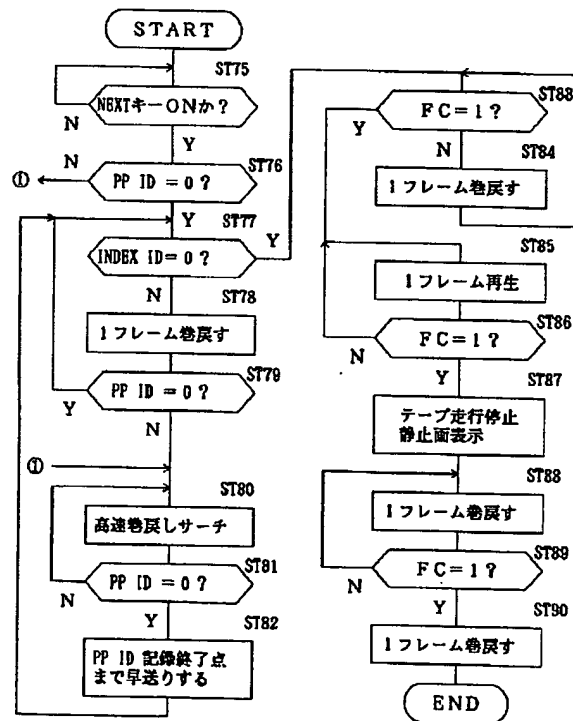 START
ST75
NEXTキーONか？
N
Y
N
ST76
①
PP ID =0？
Y
ST77
INDEX ID=0？
Y
N
ST78
1フレーム巻戻す
ST79
PP ID =0？
Y
N
①
ST80
高速巻戻しサーチ
ST81
PP ID =0？
N
Y
ST82
PP ID 記録終了点
まで早送りする
ST83
FC=1？
Y
N
ST84
1フレーム巻戻す
ST85
1フレーム再生
ST86
FC=1？
N
Y
ST87
テープ走行停止
静止画表示
ST88
1フレーム巻戻す
ST89
FC=1？
N
Y
ST90
1フレーム巻戻す
END